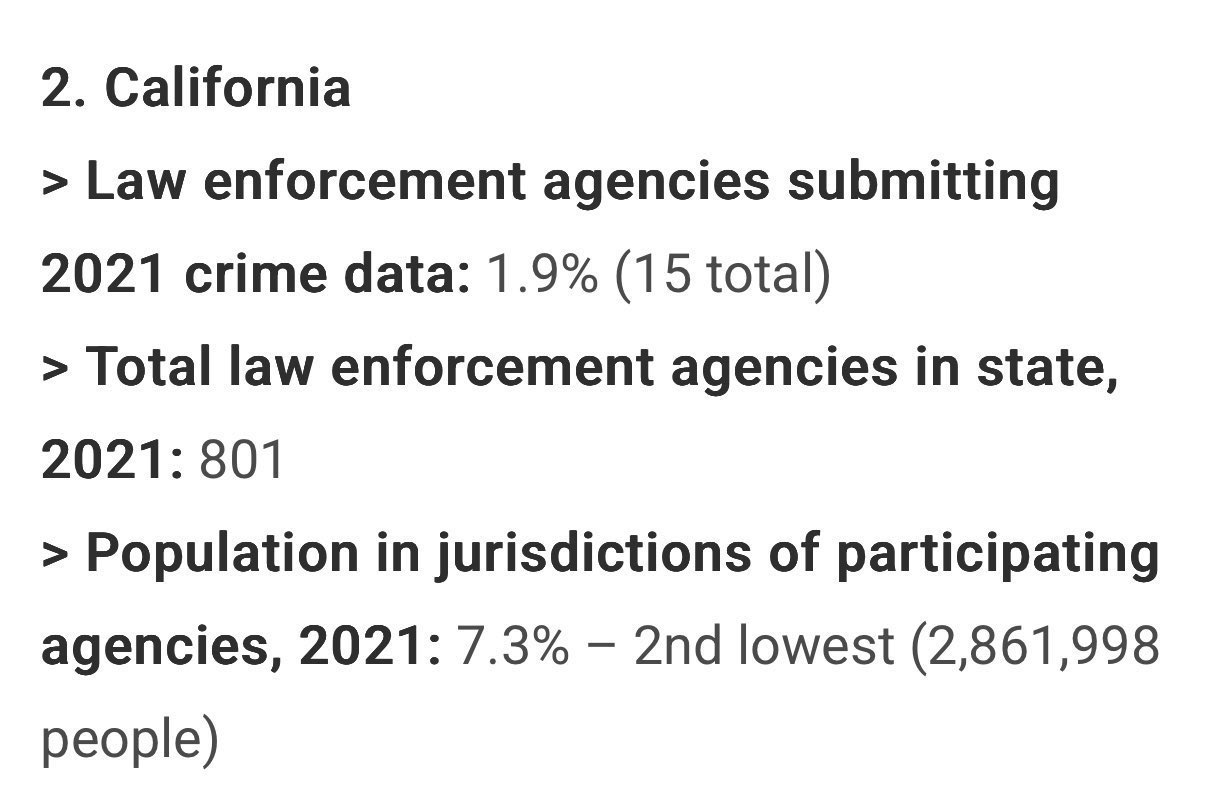 2. California
> Law enforcement agencies submitting
2021 crime data: 1.9% (15 total)
> Total law enforcement agencies in state,
2021: 801
> Population in jurisdictions of participating
agencies, 2021: 7.3% – 2nd lowest (2,861,998
people)